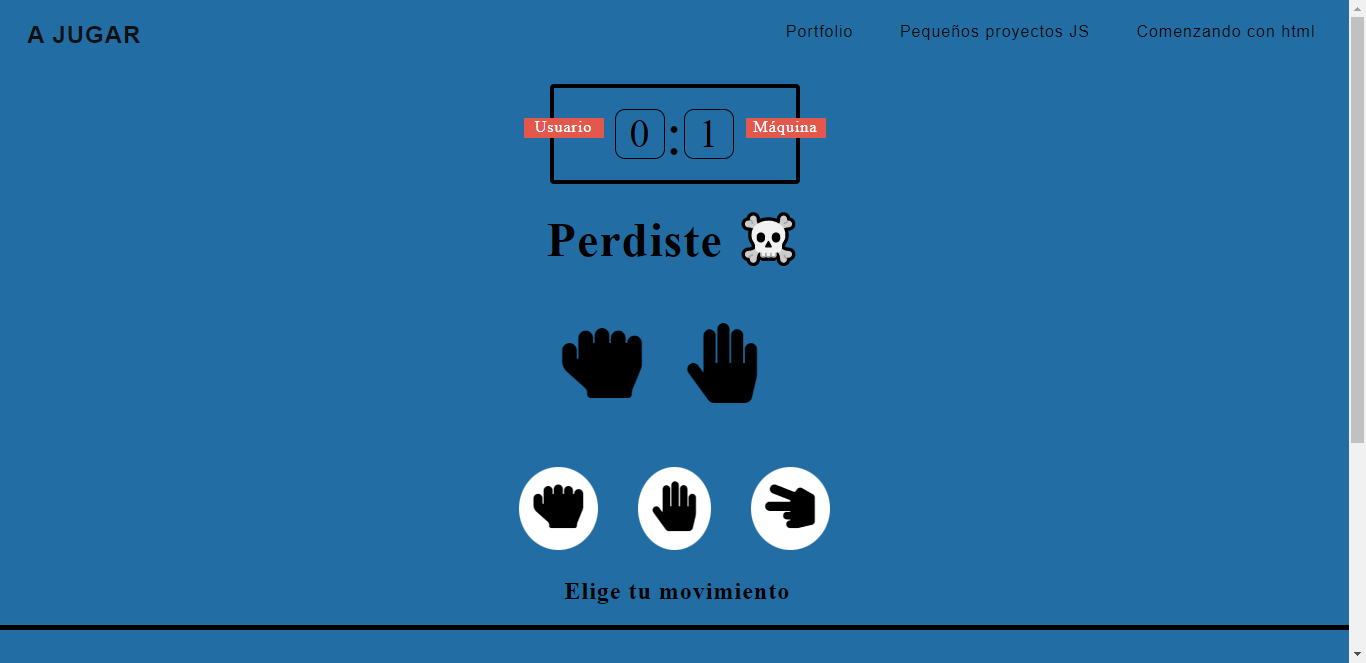 A JUGAR
Portfolio Pequeños proyectos JS Comenzando con html
Usuario 0:1 Máquina
Perdiste ☠️
Elige tu movimiento